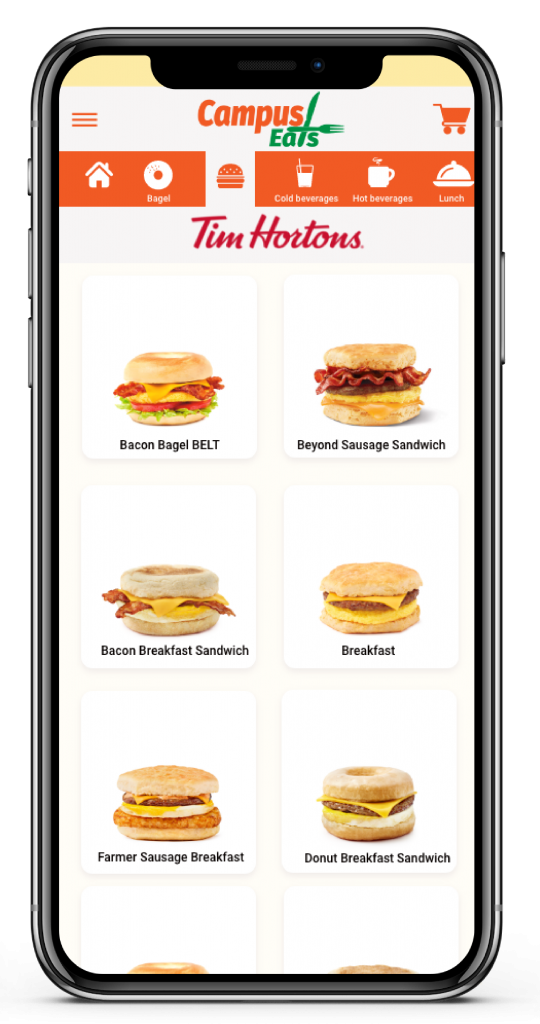 Campus
Eats
Bagel
Cold beverages
Hot beverages
Lunch
Tim Hortons.
Bacon Bagel BELT
Beyond Sausage Sandwich
Bacon Breakfast Sandwich
Breakfast
Farmer Sausage Breakfast
Donut Breakfast Sandwich